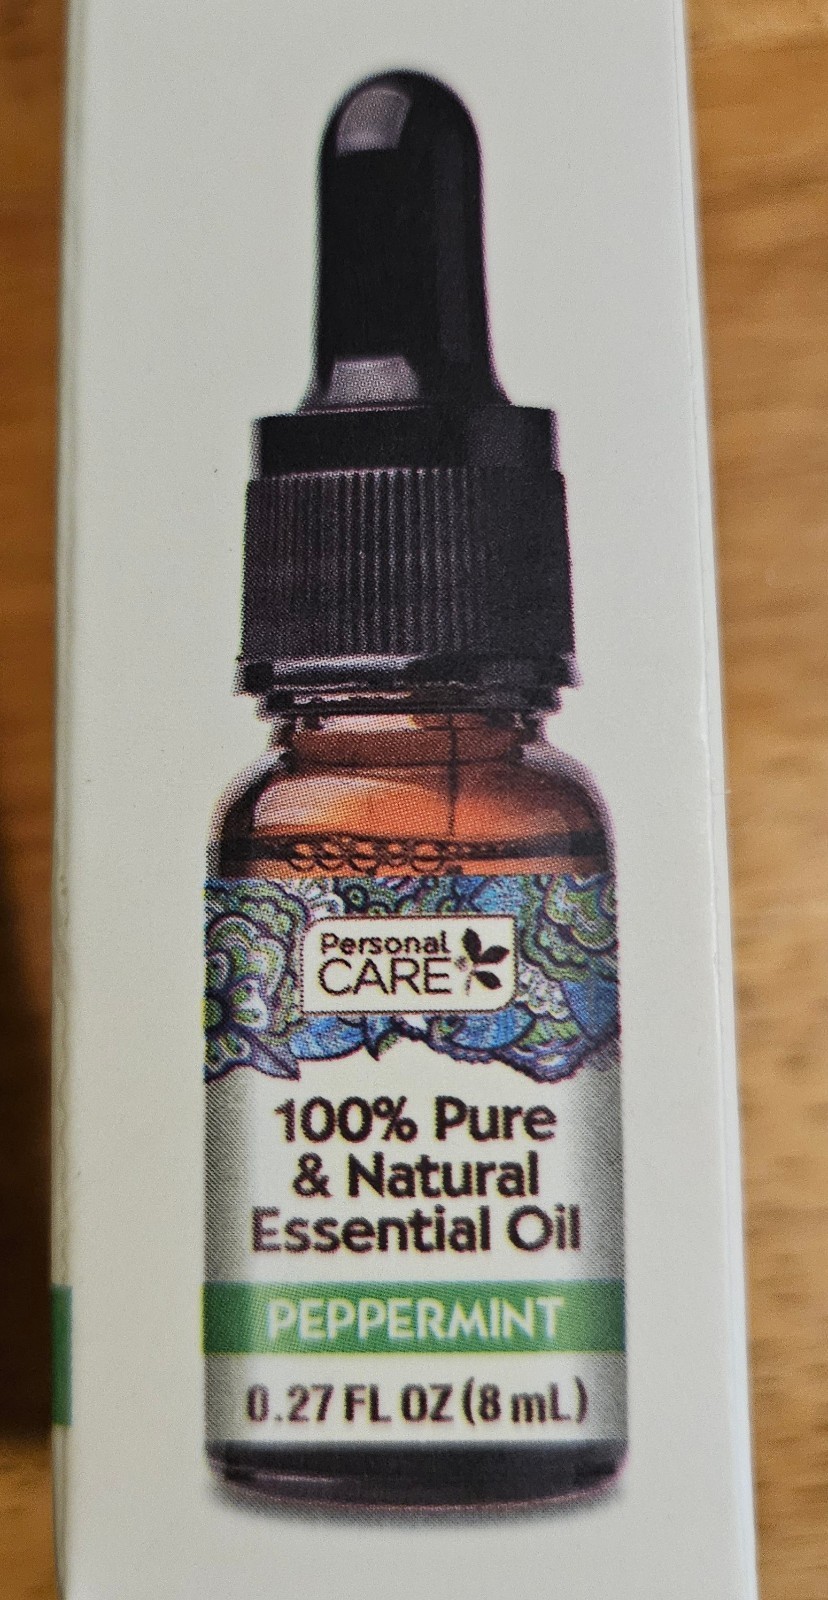 Personal
CARE
100% Pure
& Natural
Essential Oil
PEPPERMINT
0.27 FL OZ (8 mL)